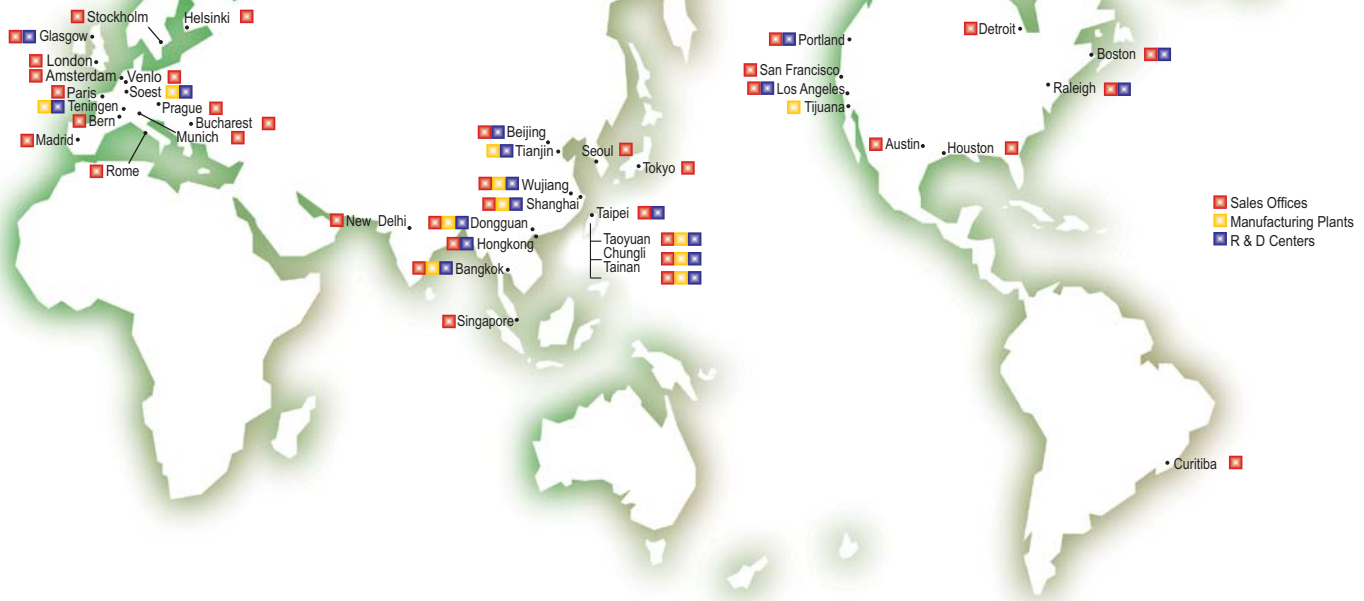 Stockholm
Helsinki
Glasgow
London
Amsterdam
Venlo
Paris
Soest
Teningen
Prague
Bern
Bucharest
Munich
Madrid
Rome
Beijing
Tianjin
Seoul
Tokyo
Wujiang
Shanghai
Taipei
New Delhi
Dongguan
Hongkong
Taoyuan
Chungli
Tainan
Bangkok
Singapore
Detroit
Portland
Boston
San Francisco
Los Angeles
Raleigh
Tijuana
Austin
Houston
Curitiba
Sales Offices
Manufacturing Plants
R & D Centers